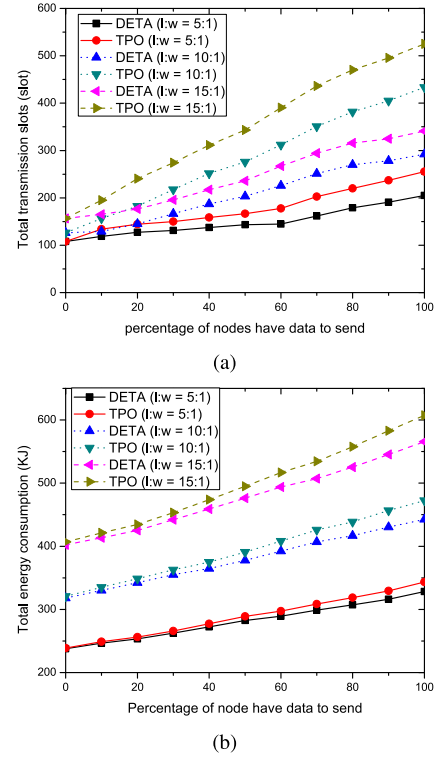 600
500
400
300
200
100
0
Total transmission slots (slot)
DETA (l:w = 5:1)
TPO (l:w = 5:1)
DETA (l:w = 10:1)
TPO (l:w = 10:1)
DETA (l:w = 15:1)
TPO (l:w = 15:1)
0 20 40 60 80 100
percentage of nodes have data to send
(a)
600
500
400
300
200
Total energy consumption (KJ)
DETA (l:w = 5:1)
TPO (l:w = 5:1)
DETA (l:w = 10:1)
TPO (l:w = 10:1)
DETA (l:w = 15:1)
TPO (l:w = 15:1)
0 20 40 60 80 100
Percentage of node have data to send
(b)